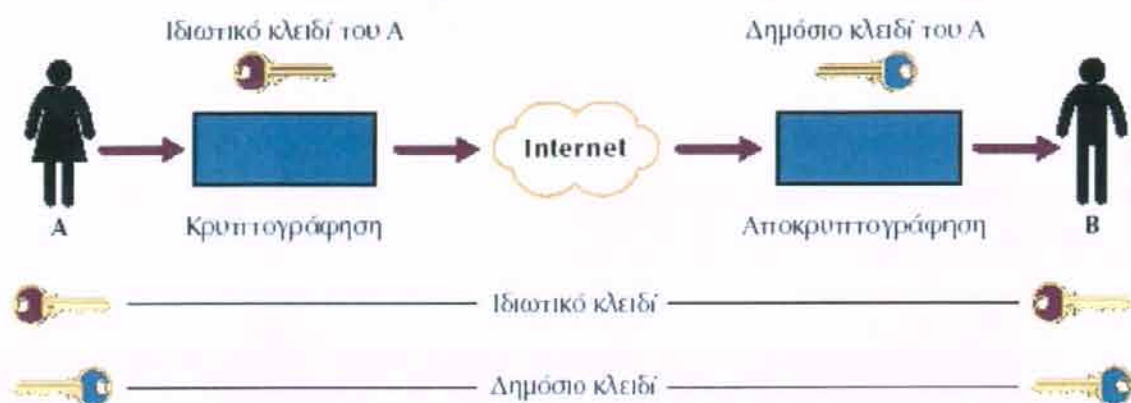 Ιδιωτικό κλειδί του Α
Δημόσιο κλειδί του Α
Internet
Α
Κρυπτογράφηση
Αποκρυπτογράφηση
Β
Ιδιωτικό κλειδί
Δημόσιο κλειδί